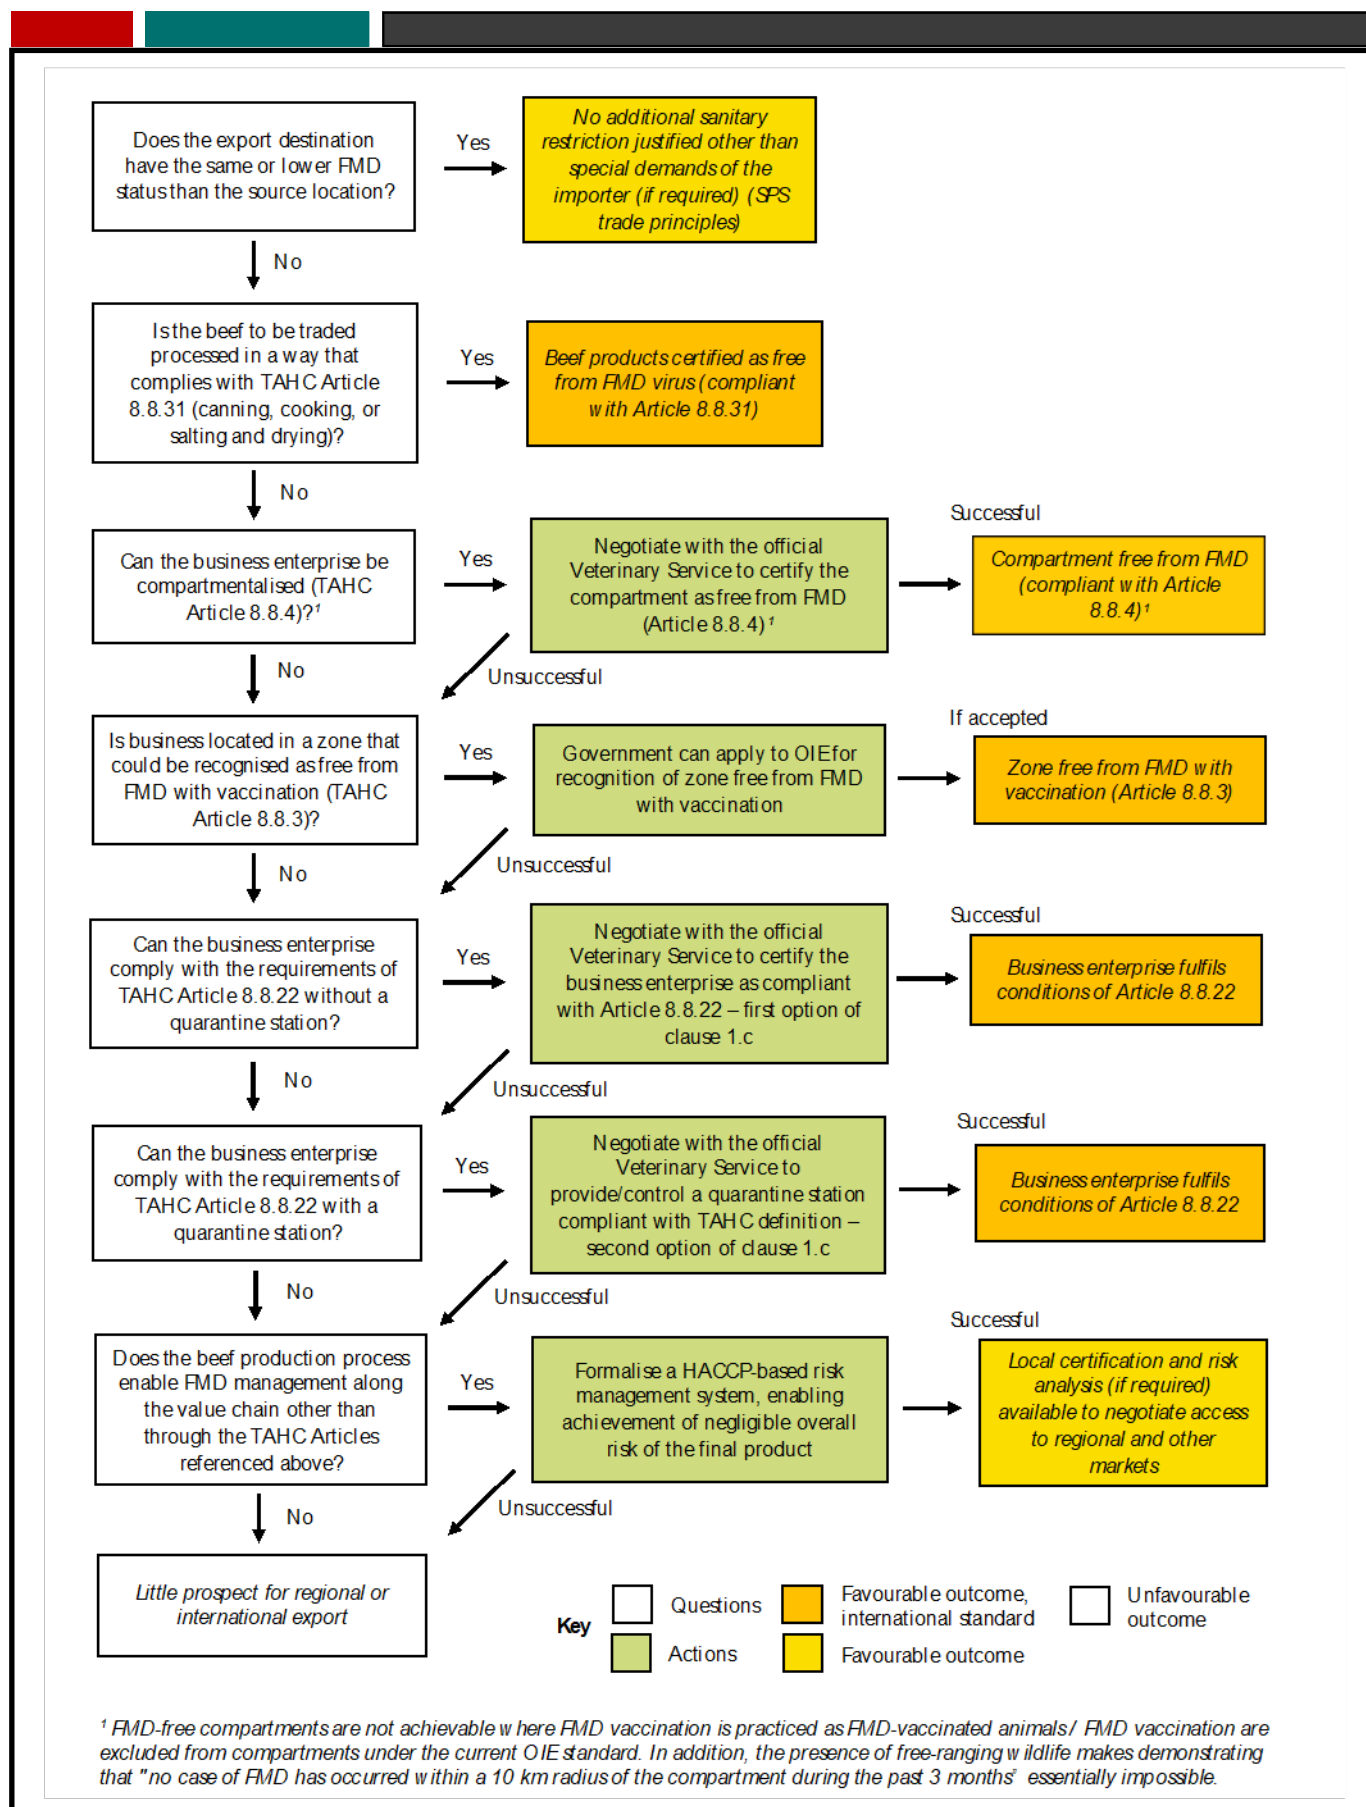 Does the export destination
have the same or lower FMD
status than the source location?
Yes
No additional sanitary
restriction justified other than
special demands of the
importer (if required) (SPS
trade principles)
No
Is the beef to be traded
processed in a way that
complies with TAHC Article
8.8.31 (canning, cooking, or
salting and drying)?
Yes
Beef products certified as free
from FMD virus (compliant
with Article 8.8.31)
No
Can the business enterprise be
compartmentalised (TAHC
Article 8.8.4)?¹
Yes
Negotiate with the official
Veterinary Service to certify the
compartment as free from FMD
(Article 8.8.4)¹
Successful
Compartment free from FMD
(compliant with Article
8.8.4)¹
No
Unsuccessful
Is business located in a zone that
could be recognised as free from
FMD with vaccination (TAHC
Article 8.8.3)?
Yes
Government can apply to OIE for
recognition of zone free from FMD
with vaccination
If accepted
Zone free from FMD with
vaccination (Article 8.8.3)
No
Unsuccessful
Can the business enterprise
comply with the requirements of
TAHC Article 8.8.22 without a
quarantine station?
Yes
Negotiate with the official
Veterinary Service to certify the
business enterprise as compliant
with Article 8.8.22 – first option of
clause 1.c
Successful
Business enterprise fulfils
conditions of Article 8.8.22
No
Unsuccessful
Can the business enterprise
comply with the requirements of
TAHC Article 8.8.22 with a
quarantine station?
Yes
Negotiate with the official
Veterinary Service to
provide/control a quarantine station
compliant with TAHC definition –
second option of clause 1.c
Successful
Business enterprise fulfils
conditions of Article 8.8.22
No
Unsuccessful
Does the beef production process
enable FMD management along
the value chain other than
through the TAHC Articles
referenced above?
Yes
Formalise a HACCP-based risk
management system, enabling
achievement of negligible overall
risk of the final product
Successful
Local certification and risk
analysis (if required)
available to negotiate access
to regional and other
markets
No
Unsuccessful
Little prospect for regional or
international export
Key
Questions
Favourable outcome,
international standard
Unfavourable
outcome
Actions
Favourable outcome
¹ FMD-free compartments are not achievable where FMD vaccination is practiced as FMD-vaccinated animals / FMD vaccination are
excluded from compartments under the current OIE standard. In addition, the presence of free-ranging wildlife makes demonstrating
that "no case of FMD has occurred within a 10 km radius of the compartment during the past 3 months" essentially impossible.